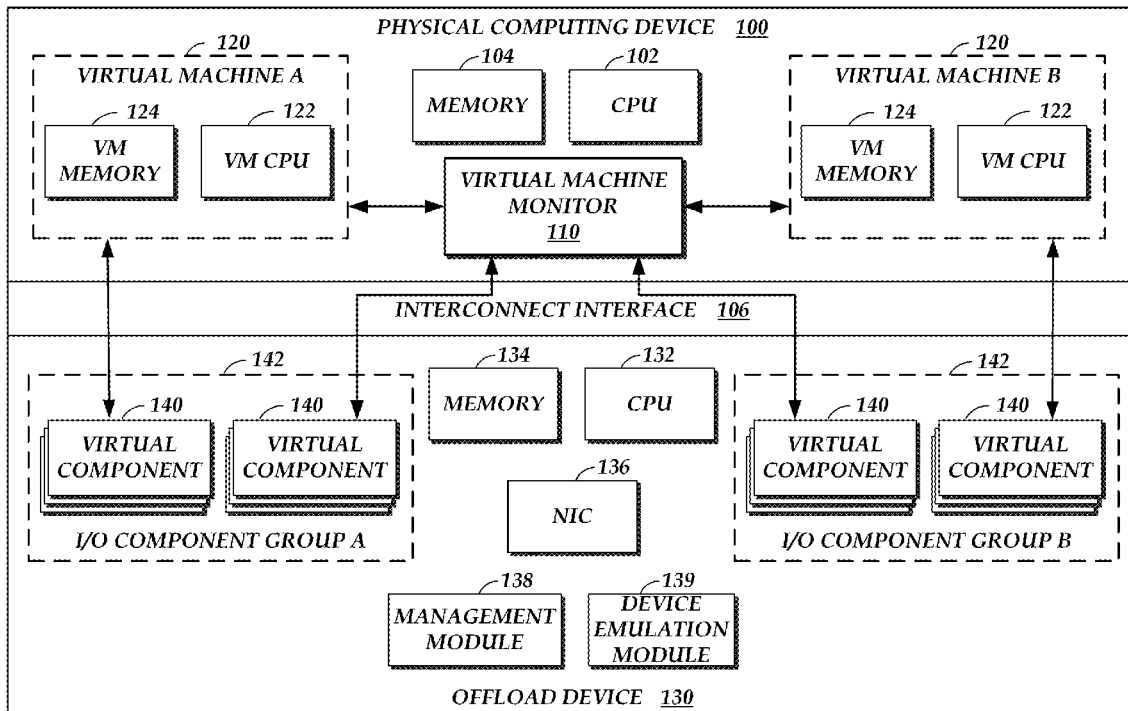 PHYSICAL COMPUTING DEVICE 100
120
VIRTUAL MACHINE A
124
VM MEMORY
122
VM CPU
104
MEMORY
102
CPU
VIRTUAL MACHINE MONITOR
110
120
VIRTUAL MACHINE B
124
VM MEMORY
122
VM CPU
INTERCONNECT INTERFACE 106
142
140
VIRTUAL COMPONENT
140
VIRTUAL COMPONENT
I/O COMPONENT GROUP A
134
MEMORY
132
CPU
136
NIC
138
MANAGEMENT MODULE
139
DEVICE EMULATION MODULE
142
140
VIRTUAL COMPONENT
140
VIRTUAL COMPONENT
I/O COMPONENT GROUP B
OFFLOAD DEVICE 130